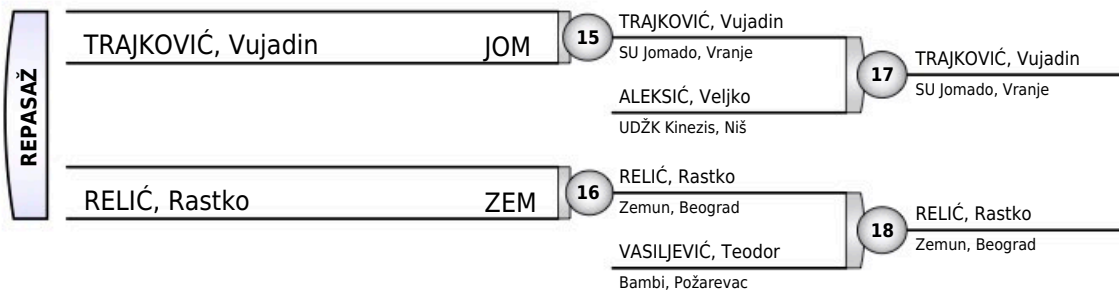 REPASAŽ
TRAJKOVIĆ, Vujadin JOM
15
TRAJKOVIĆ, Vujadin
SU Jomado, Vranje
ALEKSIĆ, Veljko
UDŽK Kinezis, Niš
17
TRAJKOVIĆ, Vujadin
SU Jomado, Vranje
RELIĆ, Rastko ZEM
16
RELIĆ, Rastko
Zemun, Beograd
VASILJEVIĆ, Teodor
Bambi, Požarevac
18
RELIĆ, Rastko
Zemun, Beograd